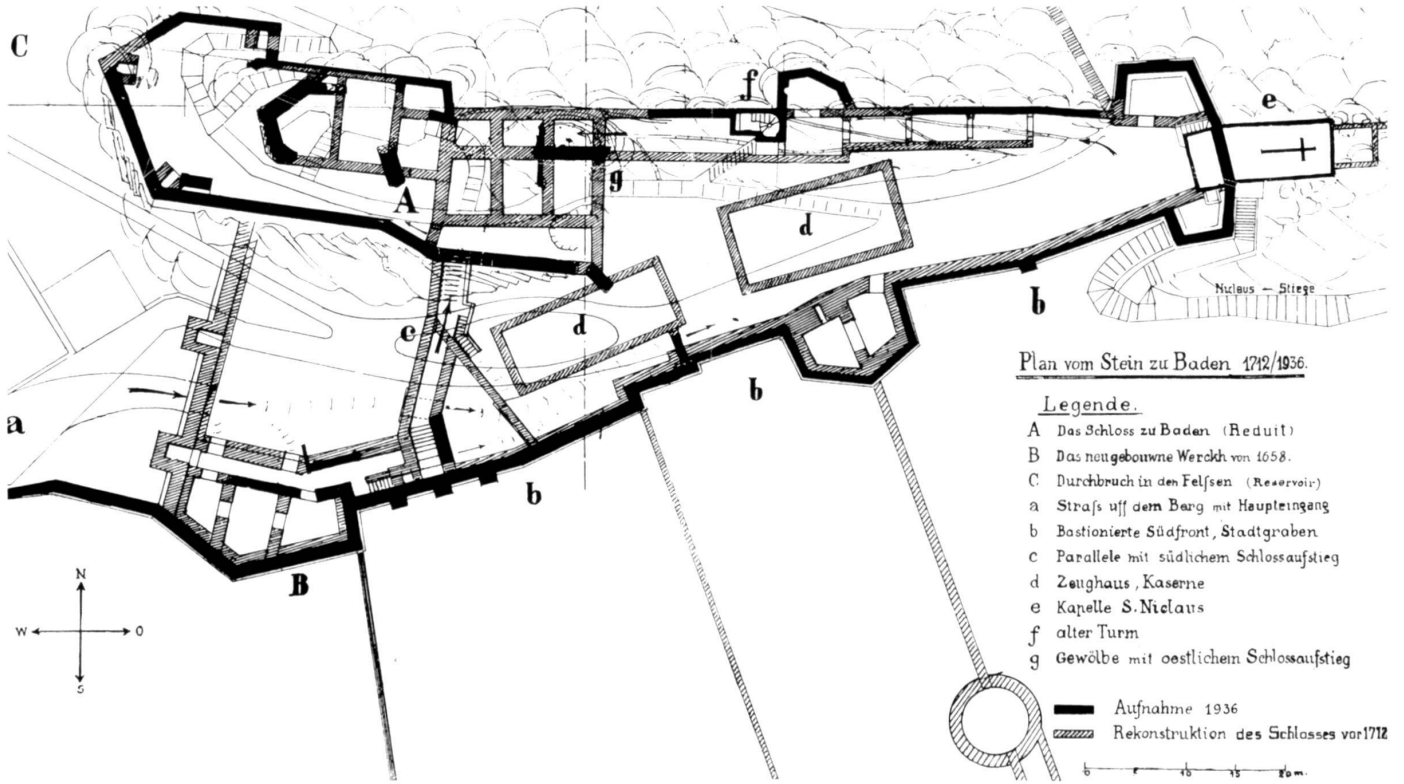 C
f
e
A
g
d
d
c
b
Niclaus - Stiege
a
b
b
B
N
W
O
S
Plan vom Stein zu Baden 1712/1936.
Legende.
A Das Schloss zu Baden (Reduit)
B Das neugebouwne Werckh von 1658.
C Durchbruch in den Felſsen (Reservoir)
a Straſs uff dem Berg mit Haupteingang
b Bastionierte Südfront, Stadtgraben
c Parallele mit südlichem Schlossaufstieg
d Zeughaus, Kaserne
e Kapelle S. Niclaus
f alter Turm
g Gewölbe mit oestlichem Schlossaufstieg
Aufnahme 1936
Rekonstruktion des Schlosses vor 1712
0 5 10 15 20 m.